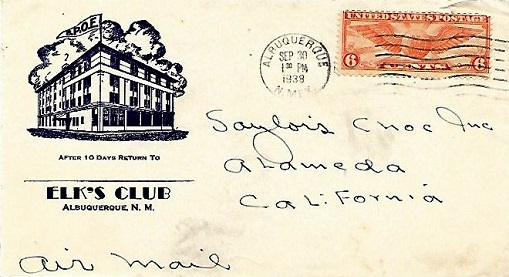 B.P.O.E.
AFTER 10 DAYS RETURN TO
ELK'S CLUB
ALBUQUERQUE, N. M.
ALBUQUERQUE
SEP 30
1 30 PM
1938
N. MEX.
UNITED STATES POSTAGE
6 CENTS 6
Saylor's Choc Inc
Alameda
California
Air Mail